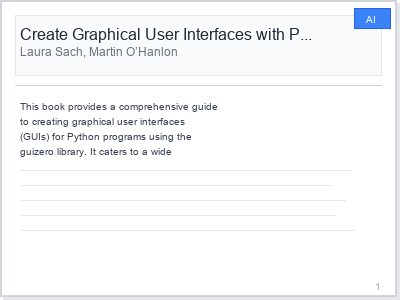 AI
Create Graphical User Interfaces with P...
Laura Sach, Martin O'Hanlon
This book provides a comprehensive guide
to creating graphical user interfaces
(GUIs) for Python programs using the
guizero library. It caters to a wide
1